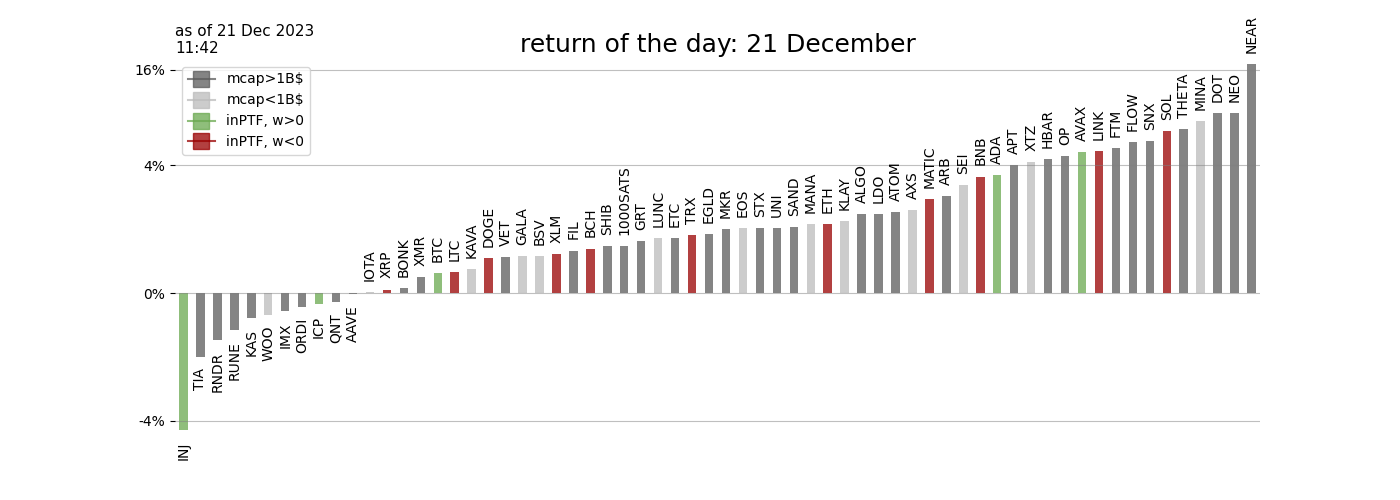 as of 21 Dec 2023
11:42
return of the day: 21 December
16%
4%
0%
-4%
mcap>1B$
mcap<1B$
inPTF, w>0
inPTF, w<0
INJ
TIA
RNDR
RUNE
KAS
WOO
IMX
ORDI
ICP
QNT
AAVE
IOTA
XRP
BONK
XMR
BTC
LTC
KAVA
DOGE
VET
GALA
BSV
XLM
FIL
BCH
SHIB
1000SATS
GRT
LUNC
ETC
TRX
EGLD
MKR
EOS
STX
UNI
SAND
MANA
ETH
KLAY
ALGO
LDO
ATOM
AXS
MATIC
ARB
SEI
BNB
ADA
APT
XTZ
HBAR
OP
AVAX
LINK
FTM
FLOW
SNX
SOL
THETA
MINA
DOT
NEO
NEAR